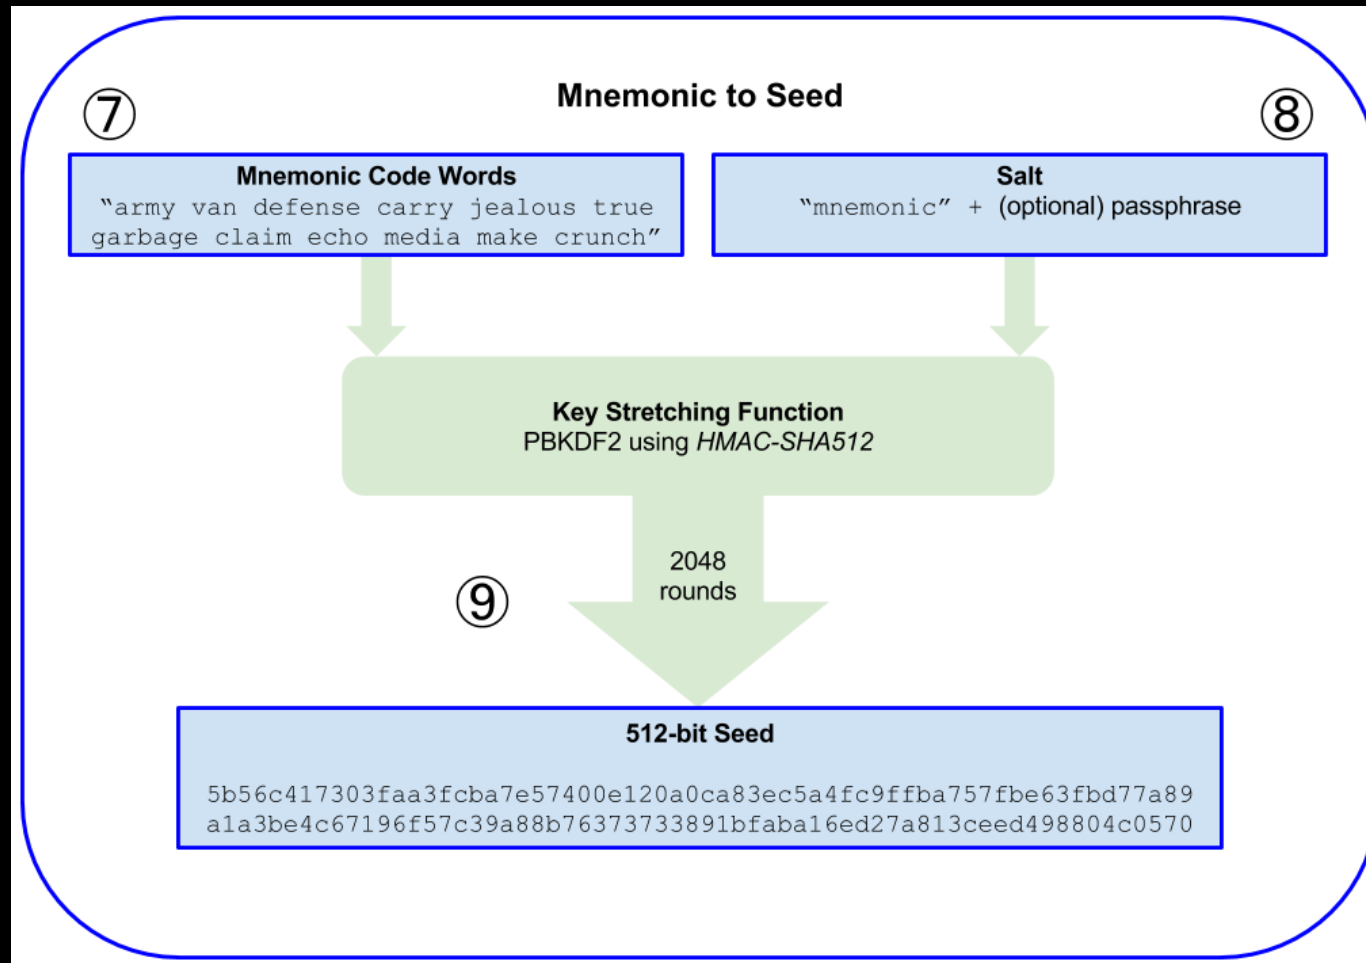 Mnemonic to Seed
⑦
⑧
Mnemonic Code Words
“army van defense carry jealous true
garbage claim echo media make crunch”
Salt
“mnemonic” + (optional) passphrase
Key Stretching Function
PBKDF2 using HMAC-SHA512
2048
rounds
⑨
512-bit Seed
5b56c417303faa3fcba7e57400e120a0ca83ec5a4fc9ffba757fbe63fbd77a89
a1a3be4c67196f57c39a88b76373733891bfaba16ed27a813ceed498804c0570